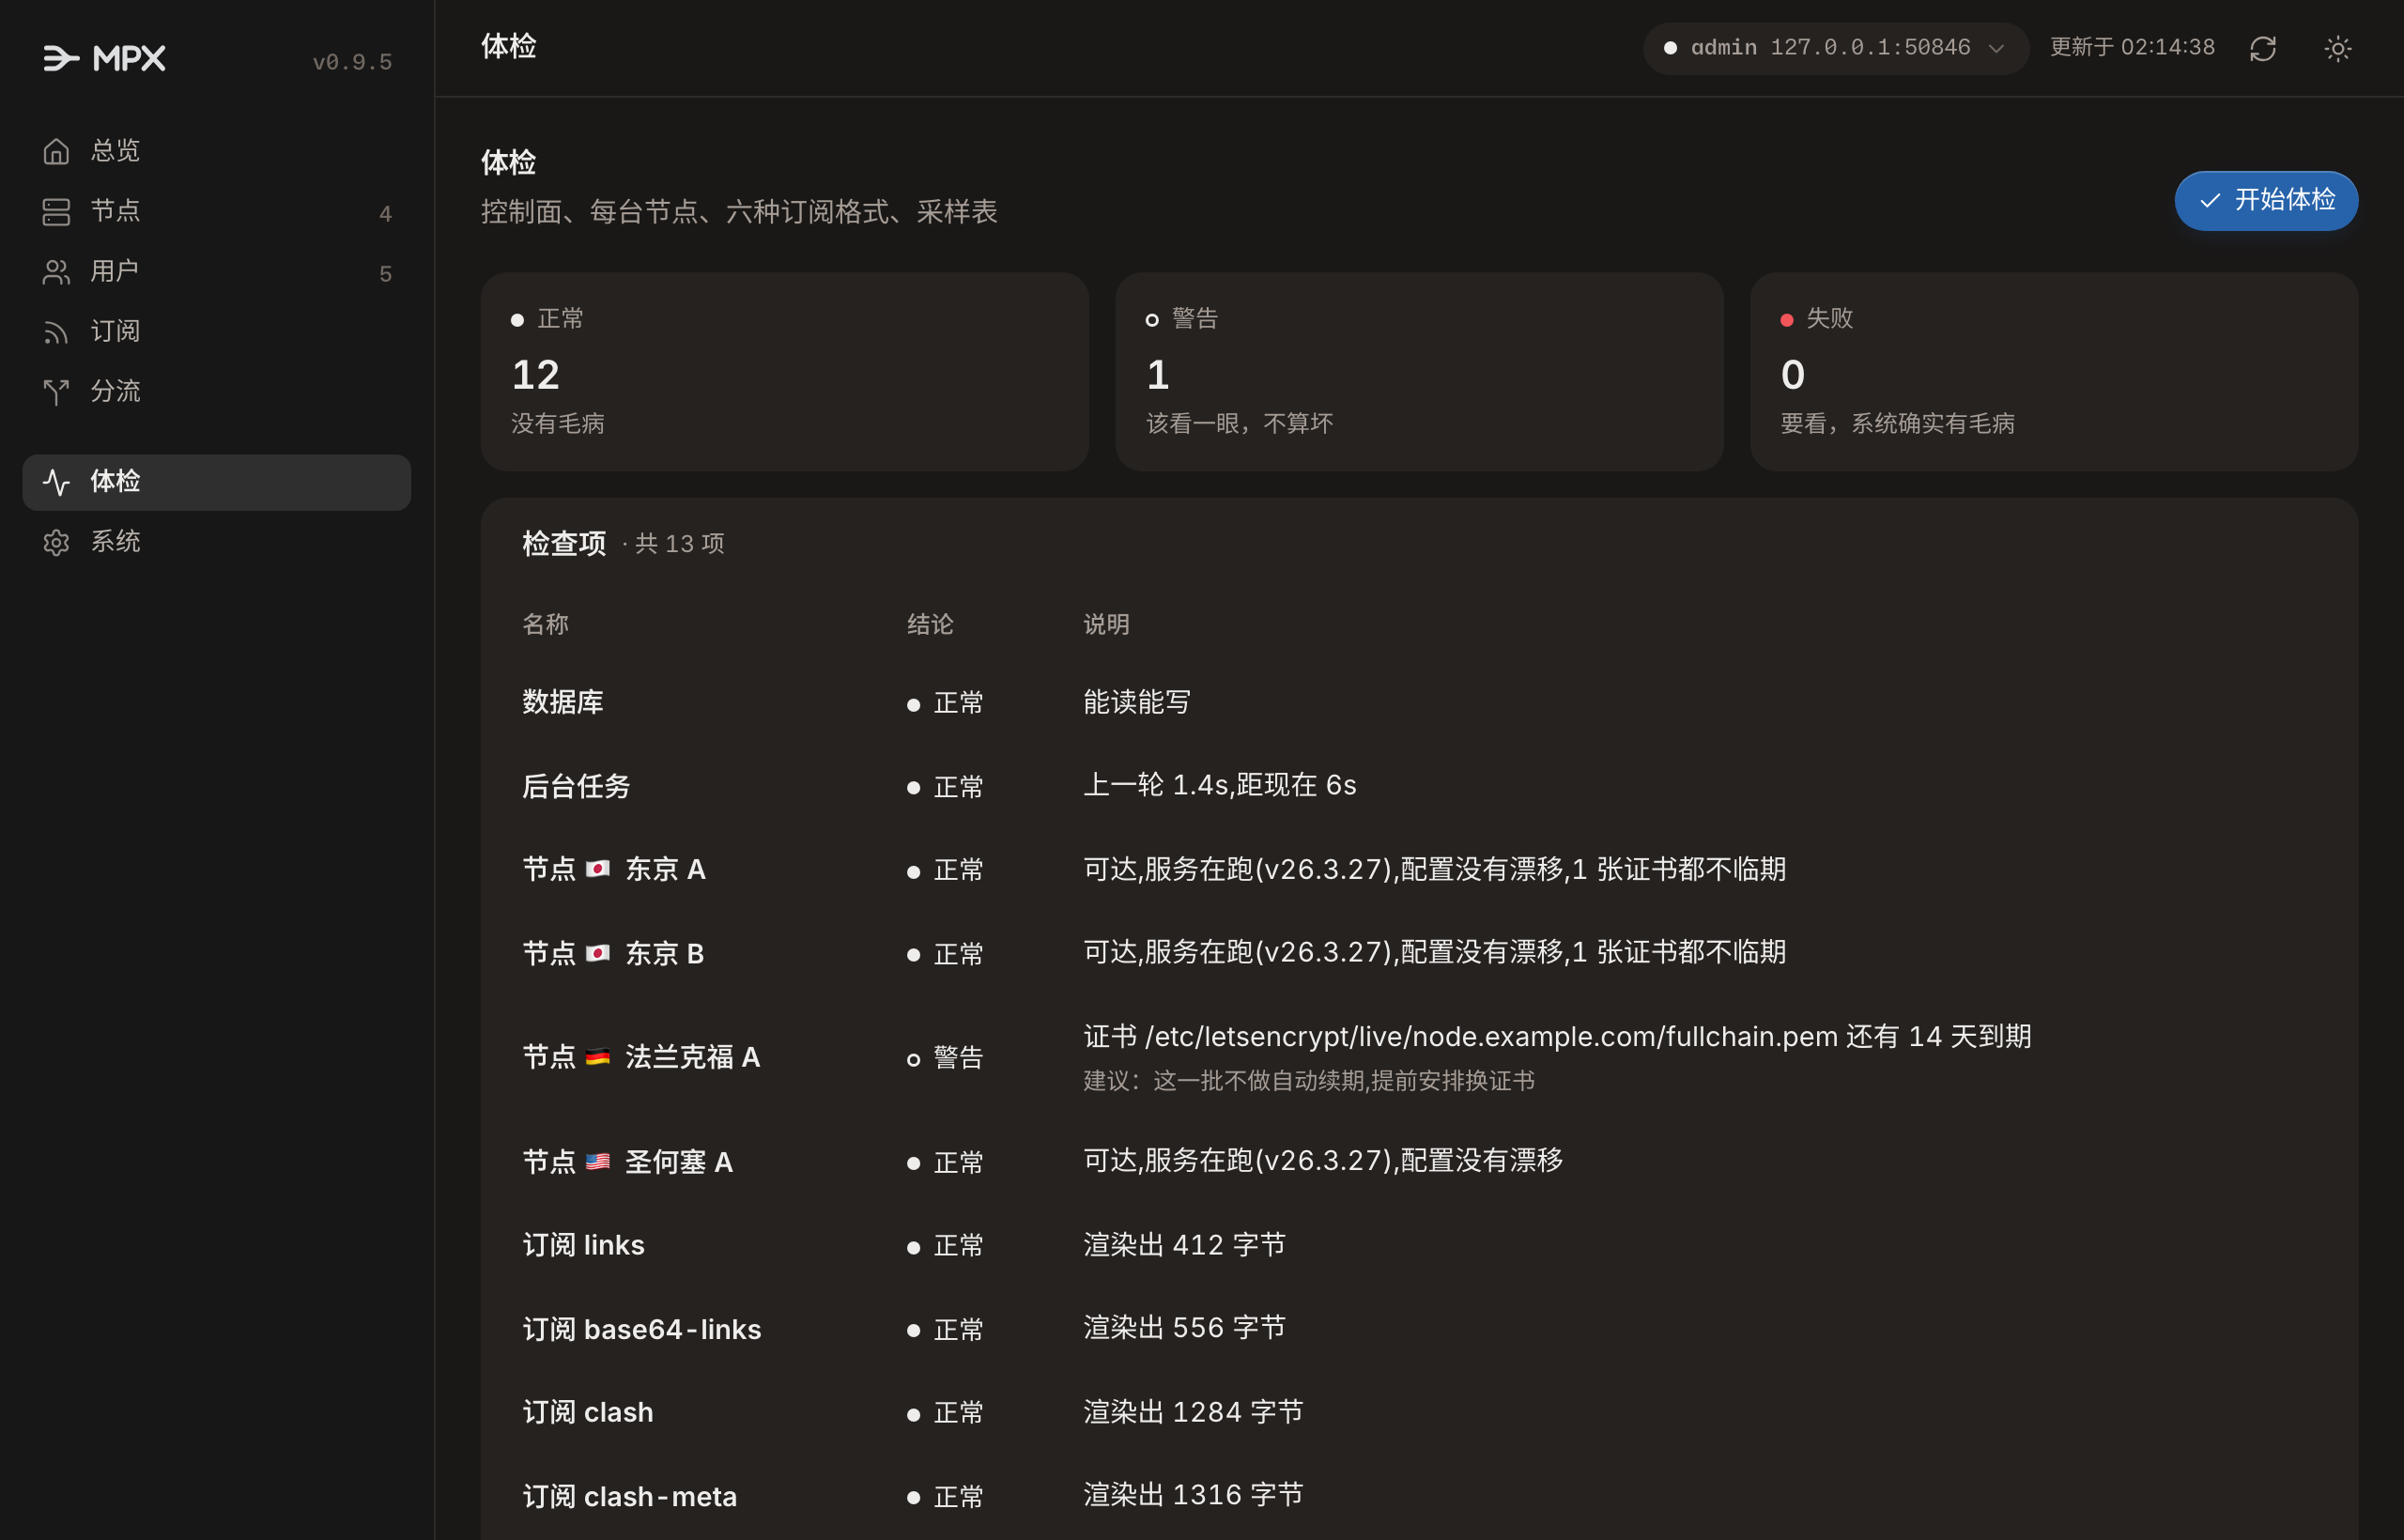 MPX
v0.9.5
总览
节点 4
用户 5
订阅
分流
体检
系统
体检
admin 127.0.0.1:50846
更新于 02:14:38
体检
控制面、每台节点、六种订阅格式、采样表
开始体检
正常
12
没有毛病
警告
1
该看一眼，不算坏
失败
0
要看，系统确实有毛病
检查项 · 共 13 项
名称 结论 说明
数据库 正常 能读能写
后台任务 正常 上一轮 1.4s,距现在 6s
节点 🇯🇵 东京 A 正常 可达,服务在跑(v26.3.27),配置没有漂移,1 张证书都不临期
节点 🇯🇵 东京 B 正常 可达,服务在跑(v26.3.27),配置没有漂移,1 张证书都不临期
节点 🇩🇪 法兰克福 A 警告 证书 /etc/letsencrypt/live/node.example.com/fullchain.pem 还有 14 天到期
建议：这一批不做自动续期,提前安排换证书
节点 🇺🇸 圣何塞 A 正常 可达,服务在跑(v26.3.27),配置没有漂移
订阅 links 正常 渲染出 412 字节
订阅 base64-links 正常 渲染出 556 字节
订阅 clash 正常 渲染出 1284 字节
订阅 clash-meta 正常 渲染出 1316 字节